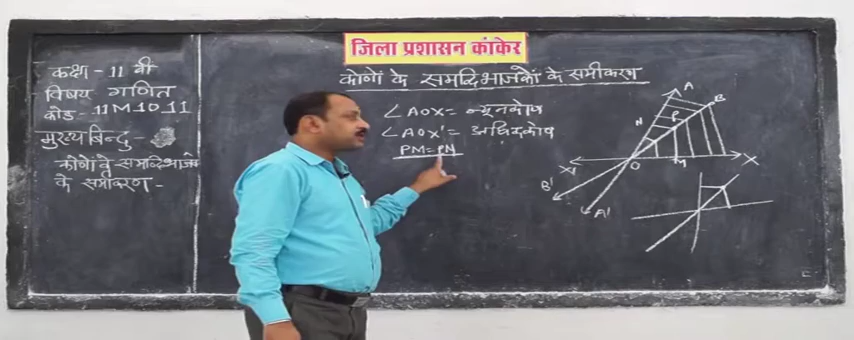 जिला प्रशासन कांकेर
कक्षा - 11 वी
विषय गणित
कोड - 11M1011
मुख्य बिन्दु -
कोणों के समद्विभाजको
के समीकरण -
कोणों के समद्विभाजकों के समीकरण
∠AOX = न्यूनकोण
∠AOX' = अधिककोण
PM = PN
A
B
N
P
X'
O
M
X
B'
A'